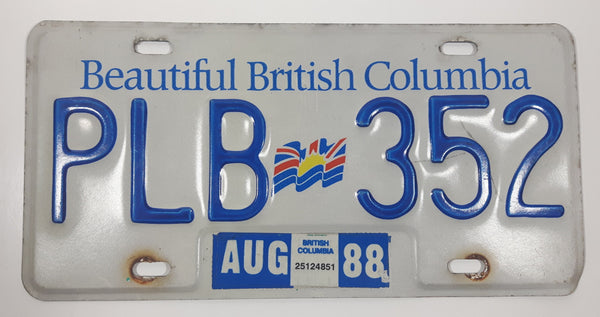 Beautiful British Columbia
PLB 352
AUG BRITISH COLUMBIA 25124851 88